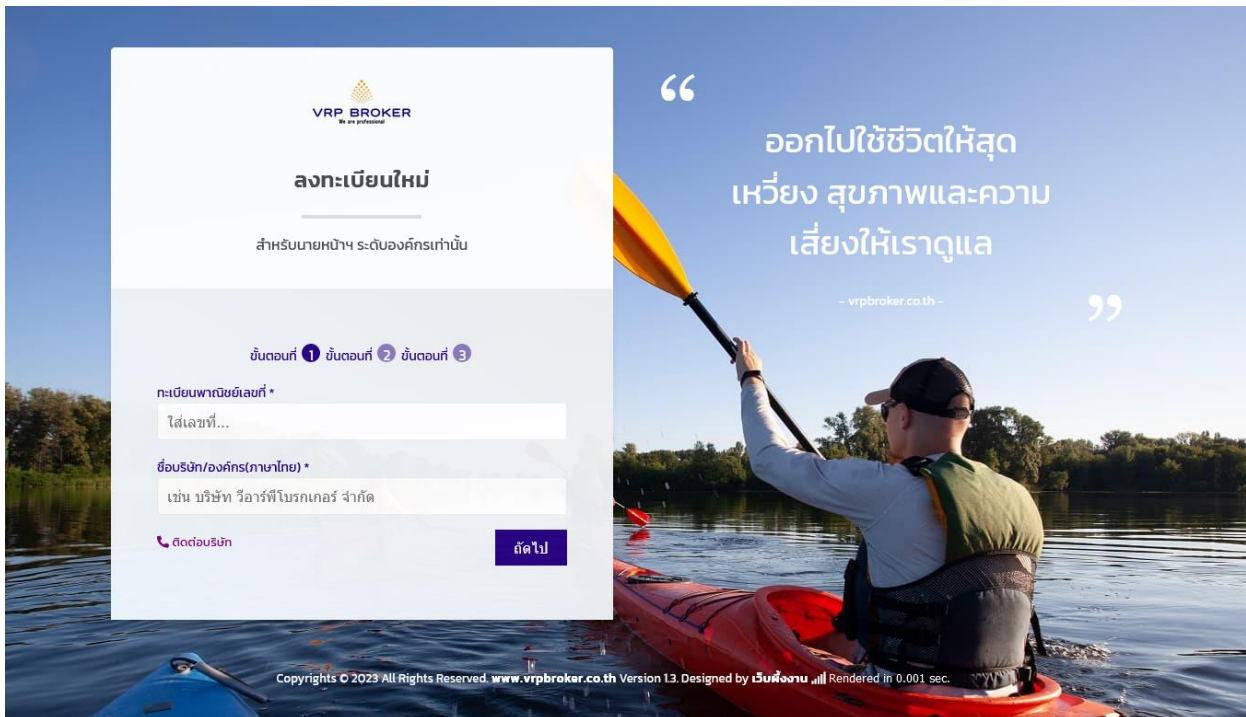 VRP BROKER
We are professional
ลงทะเบียนใหม่
สำหรับนายหน้าฯ ระดับองค์กรเท่านั้น
ขั้นตอนที่ 1 ขั้นตอนที่ 2 ขั้นตอนที่ 3
ทะเบียนพาณิชย์เลขที่ *
ใส่เลขที่...
ชื่อบริษัท/องค์กร(ภาษาไทย) *
เช่น บริษัท วีอาร์พีโบรกเกอร์ จำกัด
ติดต่อบริษัท
ถัดไป
“
ออกไปใช้ชีวิตให้สุด
เหวี่ยง สุขภาพและความ
เสี่ยงให้เราดูแล
- vrpbroker.co.th -
”
Copyrights © 2023 All Rights Reserved. www.vrpbroker.co.th Version 1.3. Designed by เว็บผึ้งงาน Rendered in 0.001 sec.